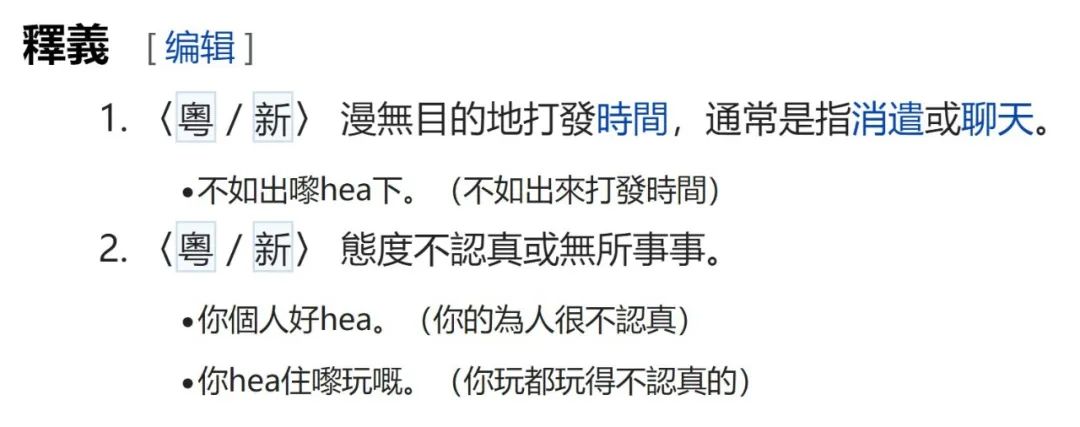 釋義 [编辑]
1. 〈粵 / 新〉 漫無目的地打發時間，通常是指消遣或聊天。
•不如出嚟hea下。（不如出來打發時間）
2. 〈粵 / 新〉 態度不認真或無所事事。
•你個人好hea。（你的為人很不認真）
•你hea住嚟玩嘅。（你玩都玩得不認真的）